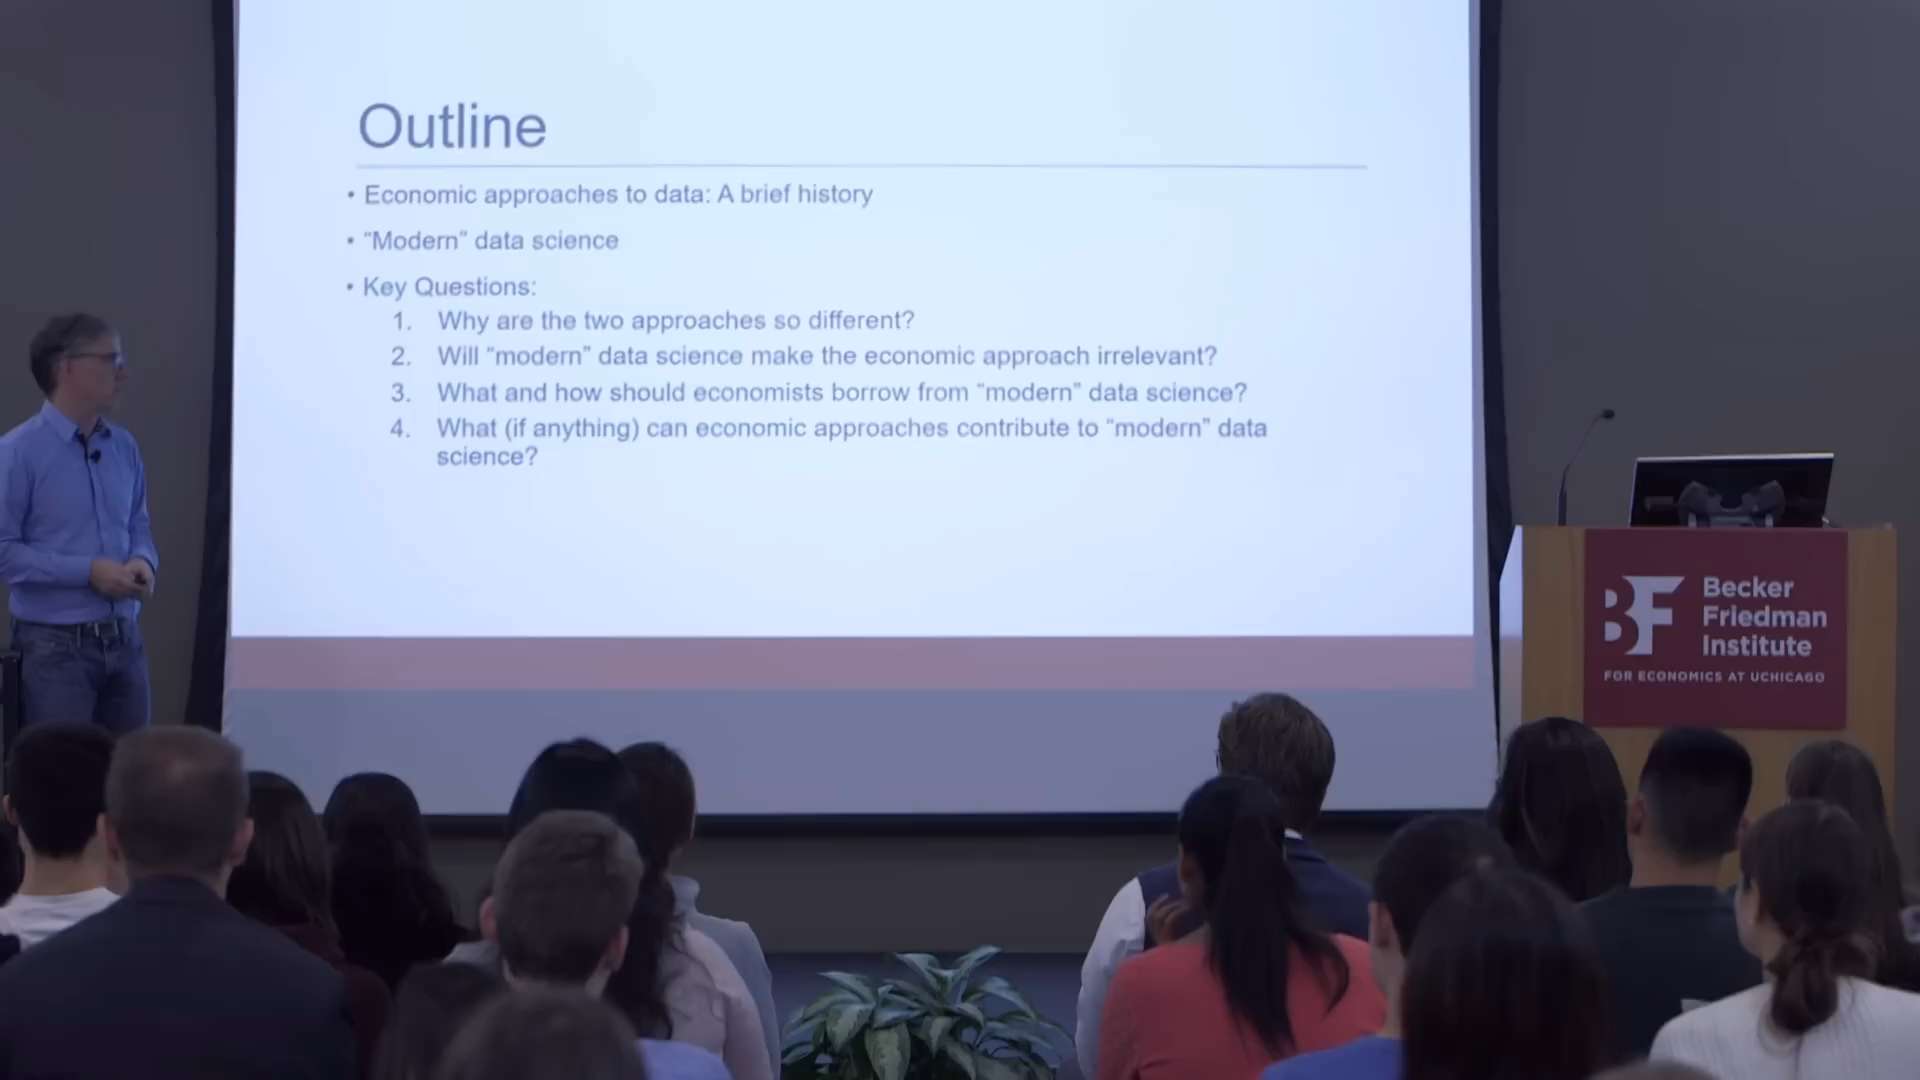 Outline
• Economic approaches to data: A brief history
• “Modern” data science
• Key Questions:
1. Why are the two approaches so different?
2. Will “modern” data science make the economic approach irrelevant?
3. What and how should economists borrow from “modern” data science?
4. What (if anything) can economic approaches contribute to “modern” data
science?
BF
Becker
Friedman
Institute
FOR ECONOMICS AT UCHICAGO